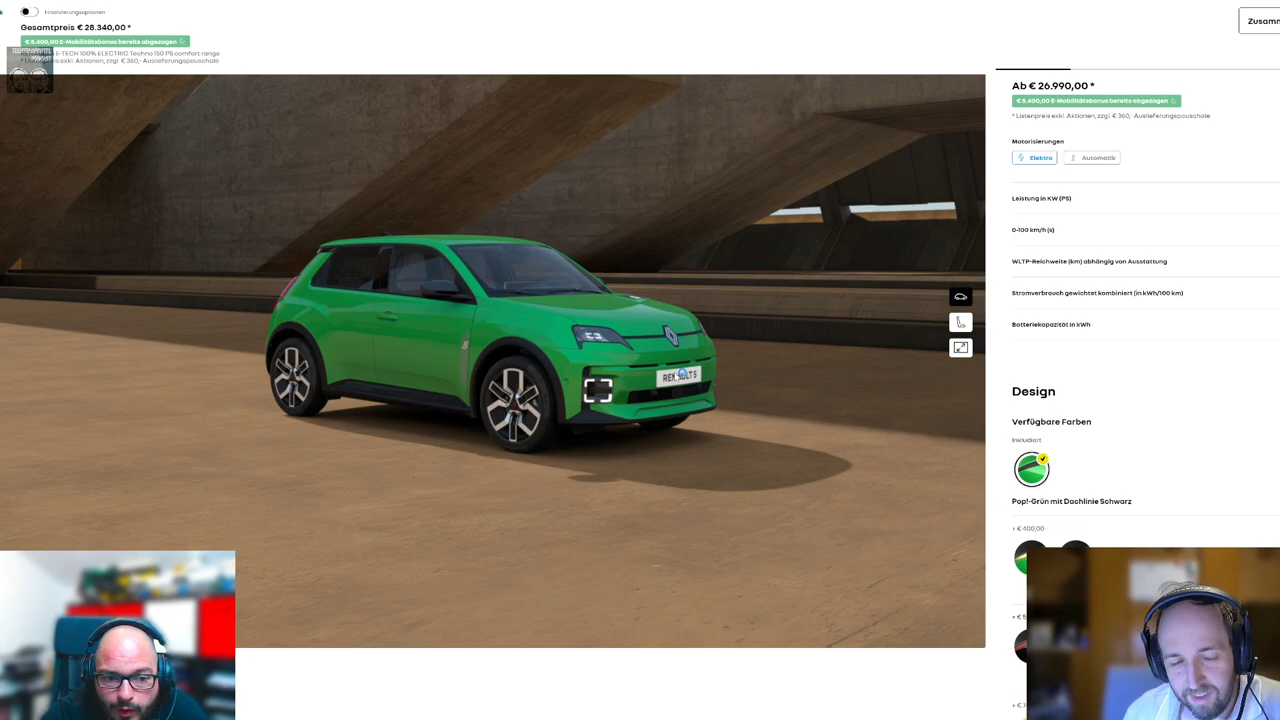 Finanzierungsoptionen
Gesamtpreis € 28.340,00 *
€ 5.400,00 E-Mobilitätsbonus bereits abgezogen
E-TECH 100% ELECTRIC Techno 150 PS comfort range
exkl. Aktionen, zzgl. € 360,- Auslieferungspauschale
Zusamm
Ab € 26.990,00 *
€ 5.400,00 E-Mobilitätsbonus bereits abgezogen
* Listenpreis exkl. Aktionen, zzgl. € 360,- Auslieferungspauschale
Motorisierungen
Elektro
Automatik
Leistung in KW (PS)
0-100 km/h (s)
WLTP-Reichweite (km) abhängig von Ausstattung
Stromverbrauch gewichtet kombiniert (in kWh/100 km)
Batteriekapazität in kWh
RENAULT 5
Design
Verfügbare Farben
Inkludiert
Pop!-Grün mit Dachlinie Schwarz
+ € 400,00